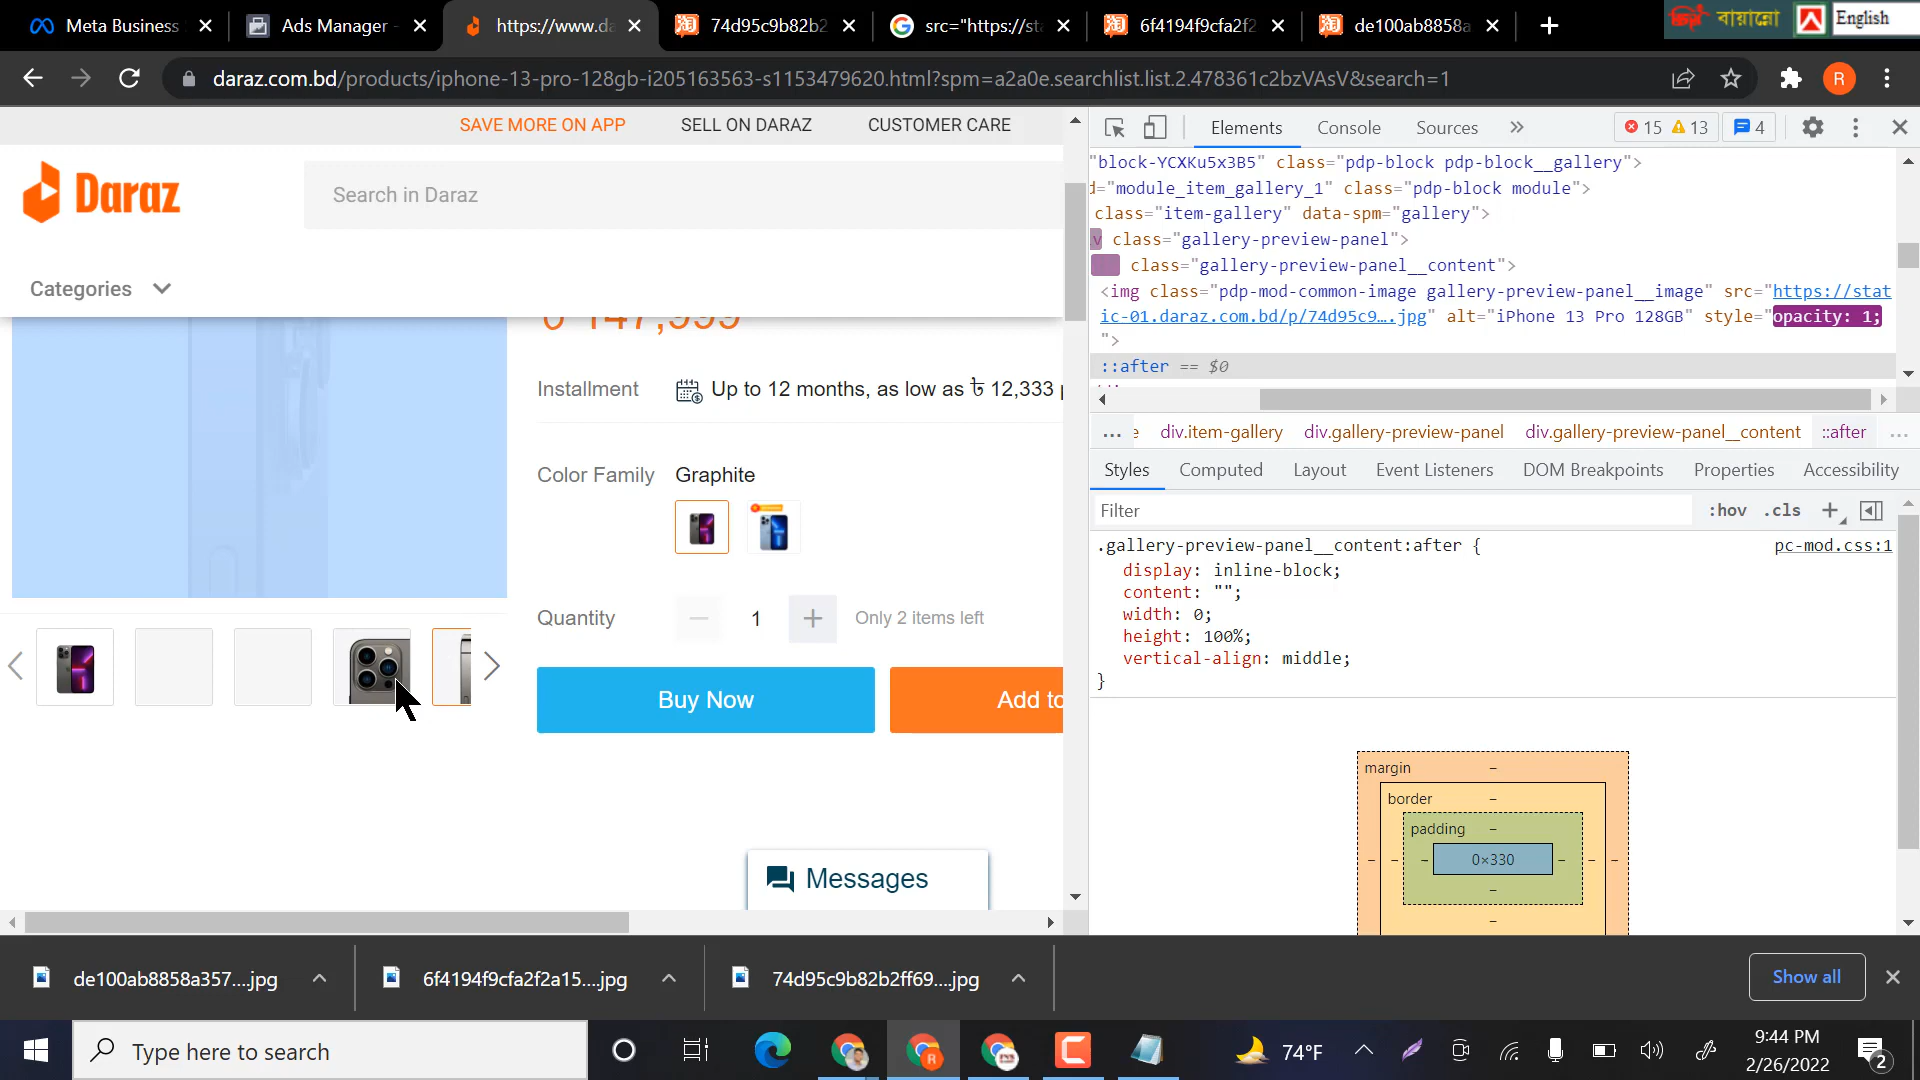 Meta Business
Ads Manager -
https://www.da
74d95c9b82b2
src="https://sta
6f4194f9cfa2f2
de100ab8858a
বায়ান্নো
English
daraz.com.bd/products/iphone-13-pro-128gb-i205163563-s1153479620.html?spm=a2a0e.searchlist.list.2.478361c2bzVAsV&search=1
R
SAVE MORE ON APP
SELL ON DARAZ
CUSTOMER CARE
Daraz
Search in Daraz
Categories
৳ 147,999
Installment
Up to 12 months, as low as ৳ 12,333 p
Color Family
Graphite
Quantity
1
Only 2 items left
Buy Now
Add to
Messages
Elements
Console
Sources
15
13
4
"block-YCXKu5x3B5" class="pdp-block pdp-block__gallery">
d="module_item_gallery_1" class="pdp-block module">
class="item-gallery" data-spm="gallery">
v class="gallery-preview-panel">
class="gallery-preview-panel__content">
<img class="pdp-mod-common-image gallery-preview-panel__image" src="https://stat
ic-01.daraz.com.bd/p/74d95c9….jpg" alt="iPhone 13 Pro 128GB" style="opacity: 1;
">
::after == $0
… e div.item-gallery div.gallery-preview-panel div.gallery-preview-panel__content ::after …
Styles
Computed
Layout
Event Listeners
DOM Breakpoints
Properties
Accessibility
Filter
:hov
.cls
.gallery-preview-panel__content:after {
pc-mod.css:1
display: inline-block;
content: "";
width: 0;
height: 100%;
vertical-align: middle;
}
margin –
border –
padding –
– – – 0×330 – – –
–
–
de100ab8858a357....jpg
6f4194f9cfa2f2a15....jpg
74d95c9b82b2ff69....jpg
Show all
Type here to search
R
74°F
9:44 PM
2/26/2022
2